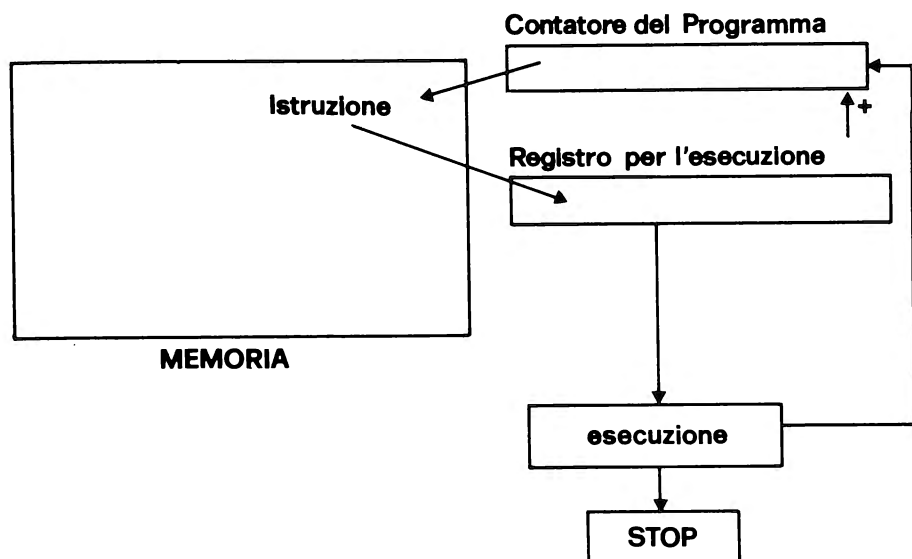 Contatore del Programma
Istruzione
+
Registro per l'esecuzione
MEMORIA
esecuzione
STOP